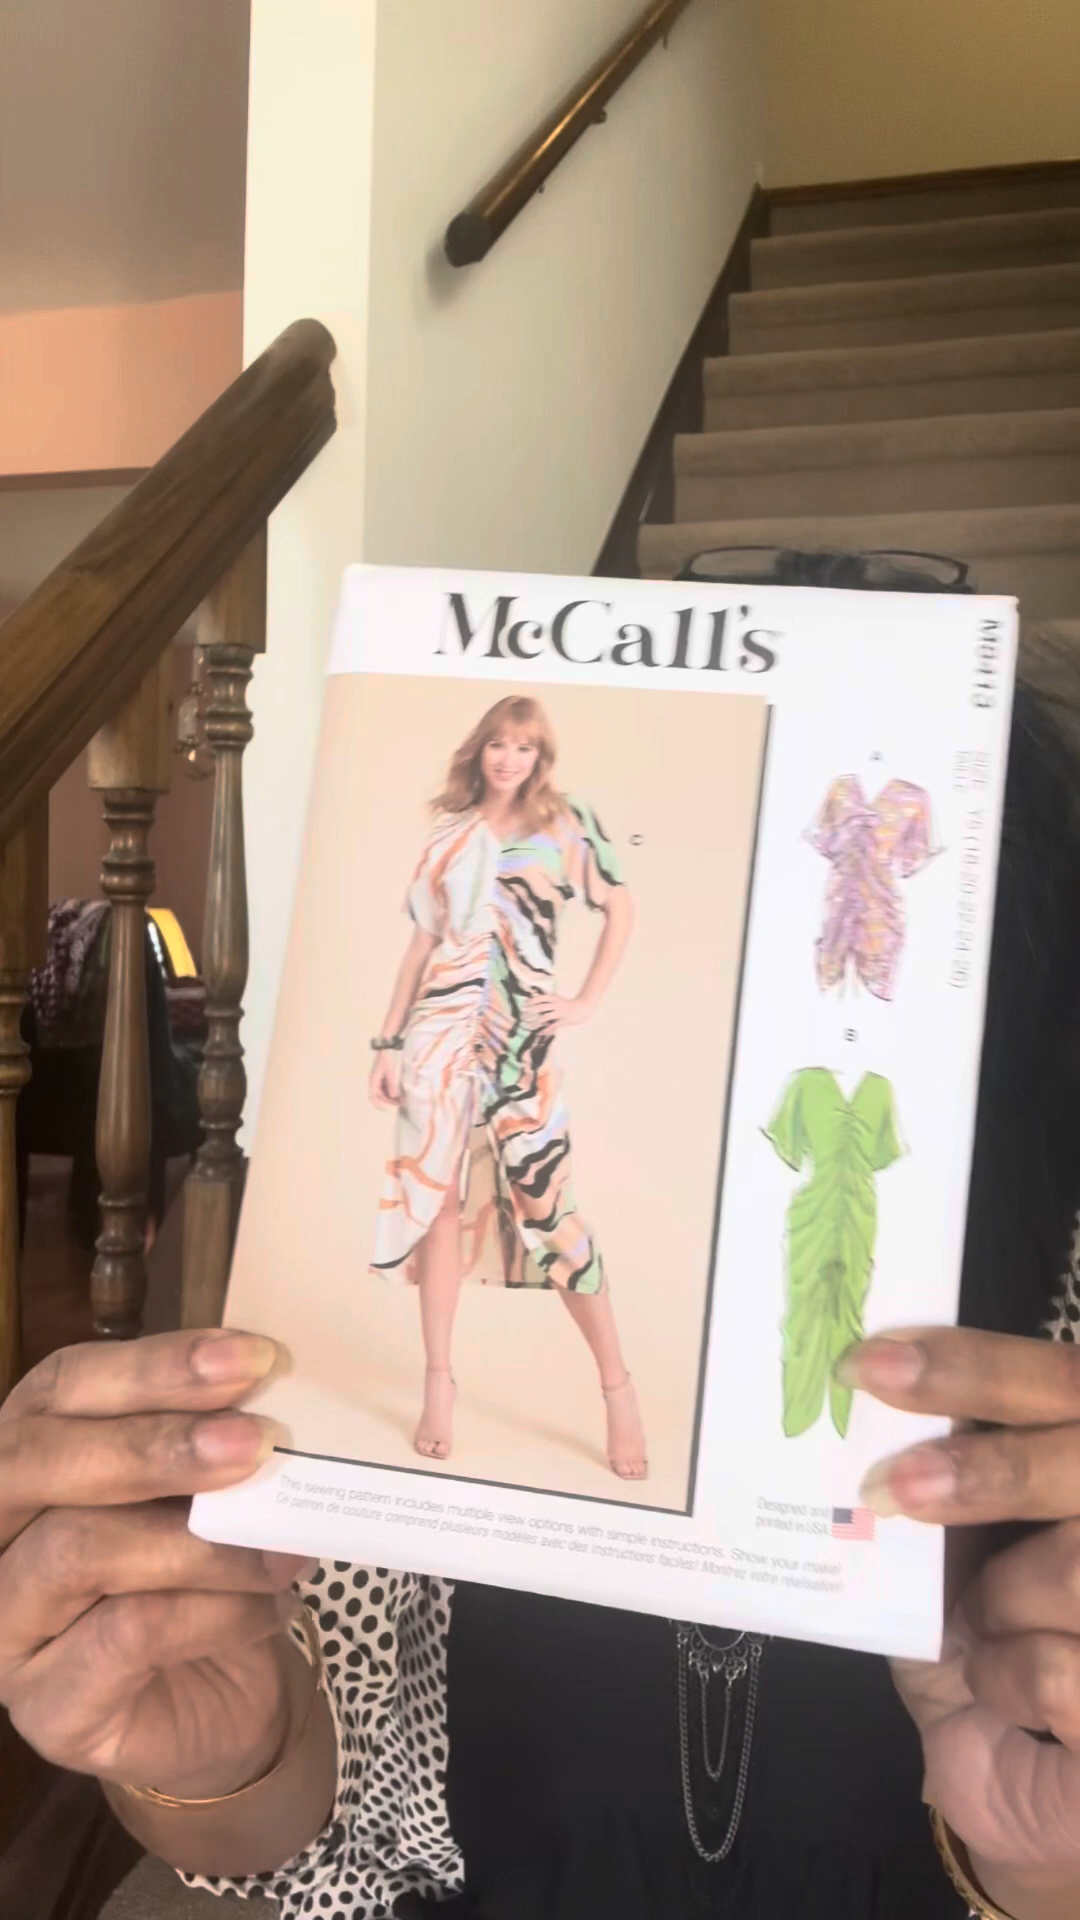 McCall's
M8413
C
A
B
This sewing pattern includes multiple view options with simple instructions. Show your make!
Ce patron de couture comprend plusieurs modèles avec des instructions faciles! Montrez votre réalisation!
Designed and
printed in USA